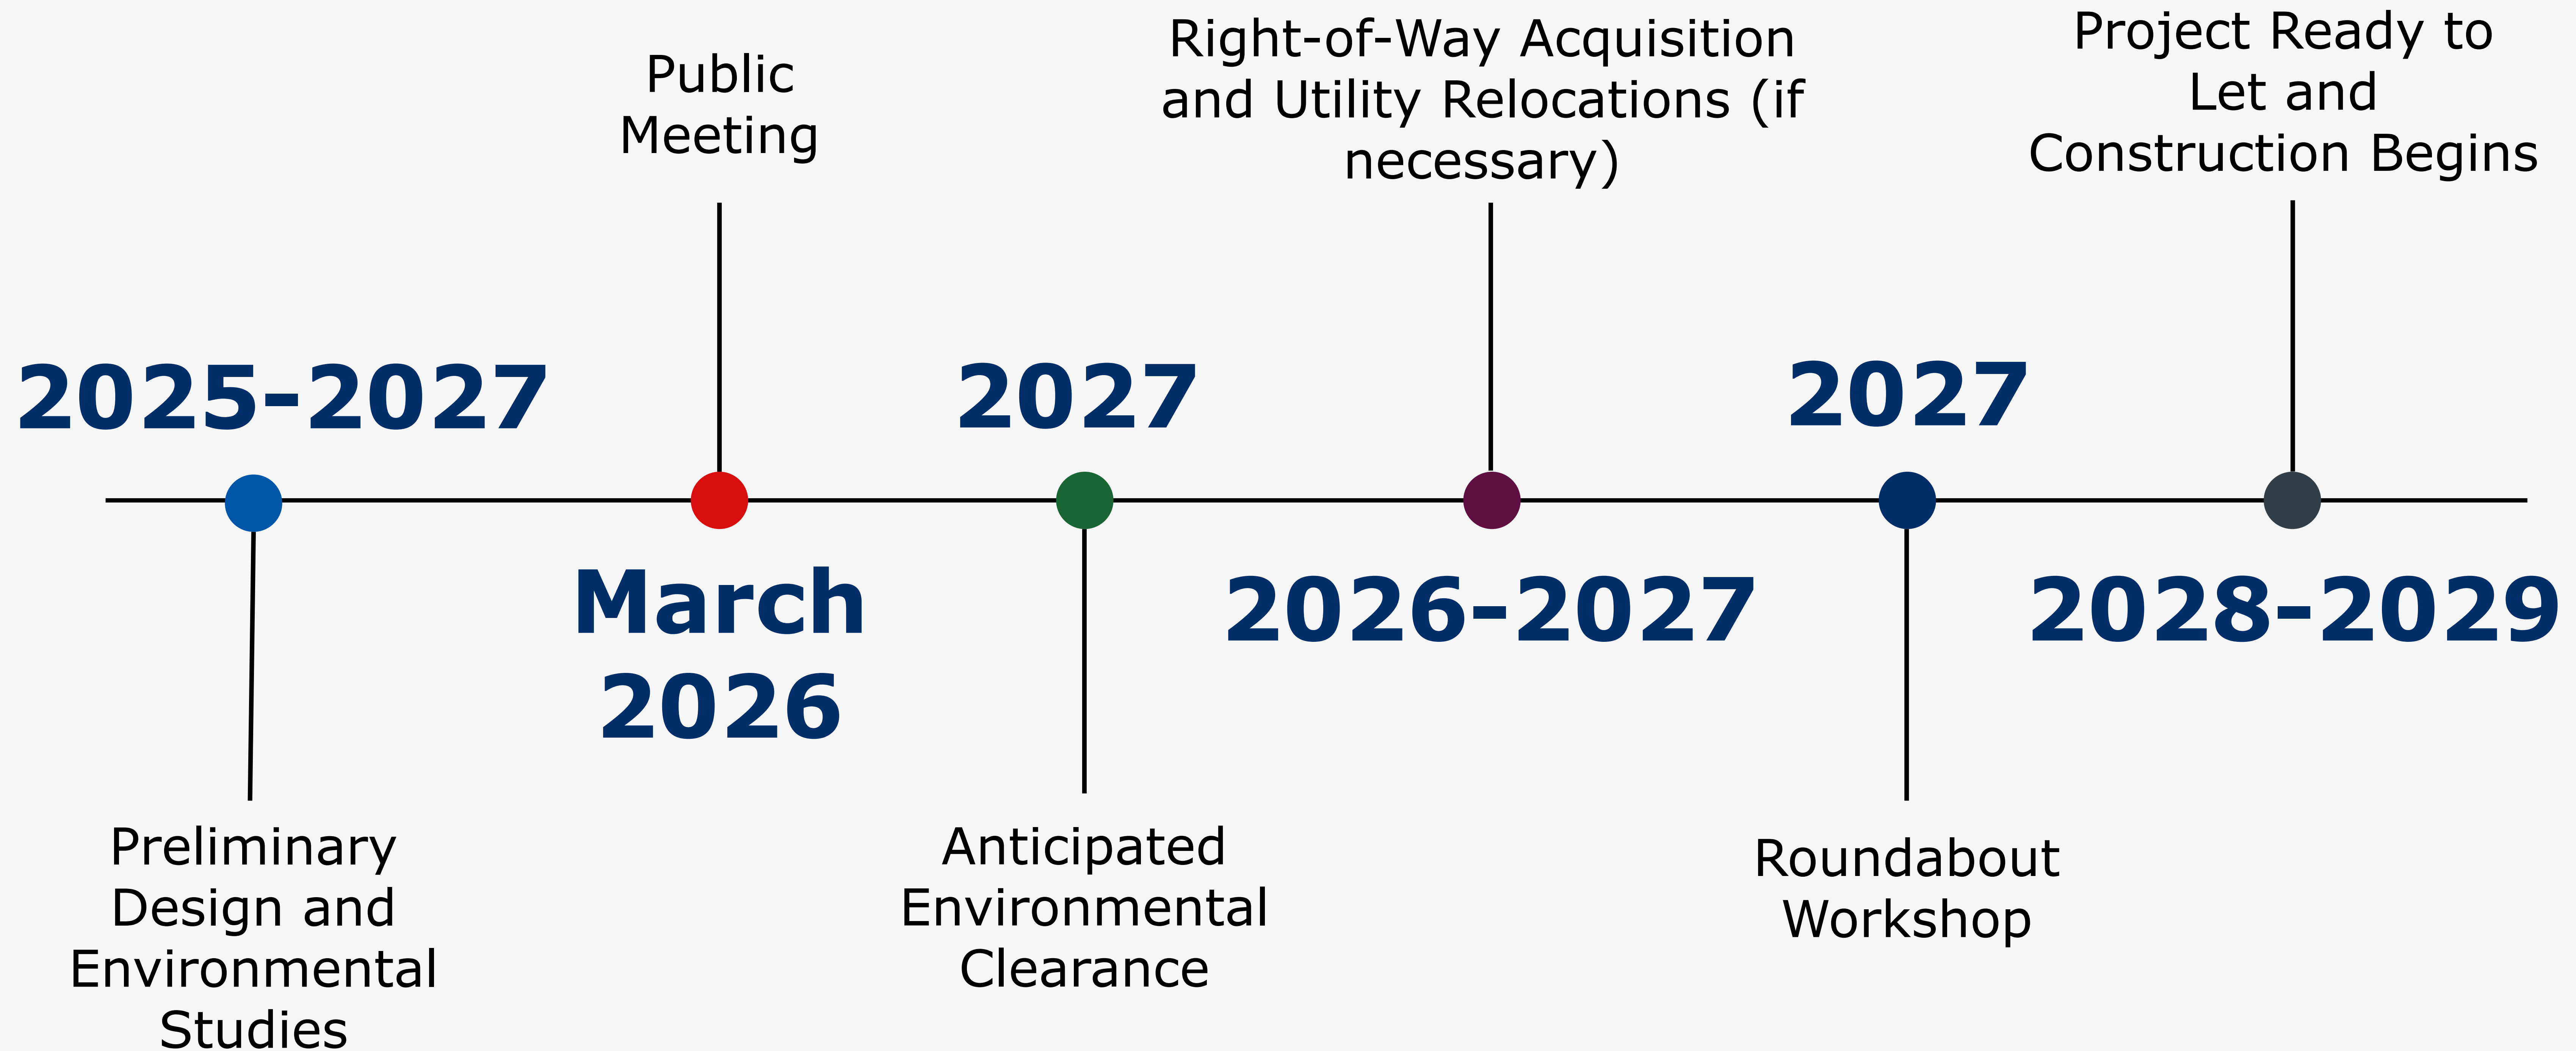 2025-2027
Preliminary
Design and
Environmental
Studies
Public
Meeting
March
2026
2027
Anticipated
Environmental
Clearance
Right-of-Way Acquisition
and Utility Relocations (if
necessary)
2026-2027
2027
Roundabout
Workshop
Project Ready to
Let and
Construction Begins
2028-2029